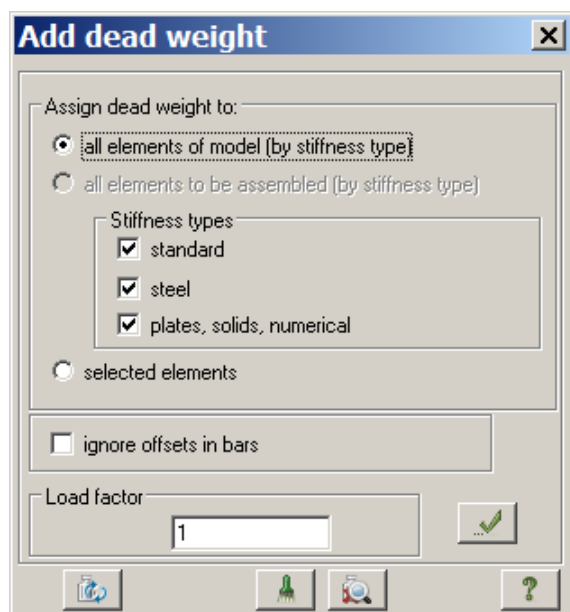 Add dead weight
Assign dead weight to:
all elements of model (by stiffness type)
all elements to be assembled (by stiffness type)
Stiffness types
standard
steel
plates, solids, numerical
selected elements
ignore offsets in bars
Load factor
1
?